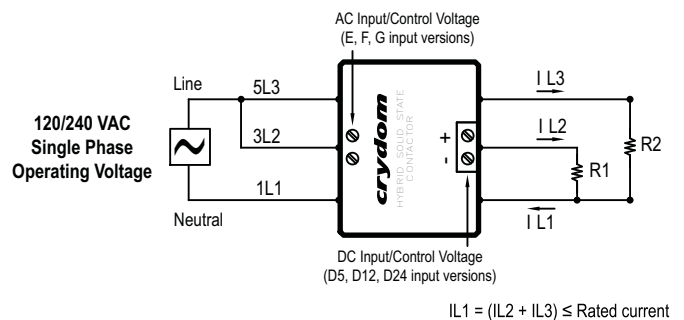 AC Input/Control Voltage
(E, F, G input versions)
120/240 VAC
Single Phase
Operating Voltage
Line
5L3
3L2
1L1
Neutral
crydom
HYBRID SOLID STATE
CONTACTOR
+
-
I L3
I L2
R1
R2
I L1
DC Input/Control Voltage
(D5, D12, D24 input versions)
IL1 = (IL2 + IL3) ≤ Rated current